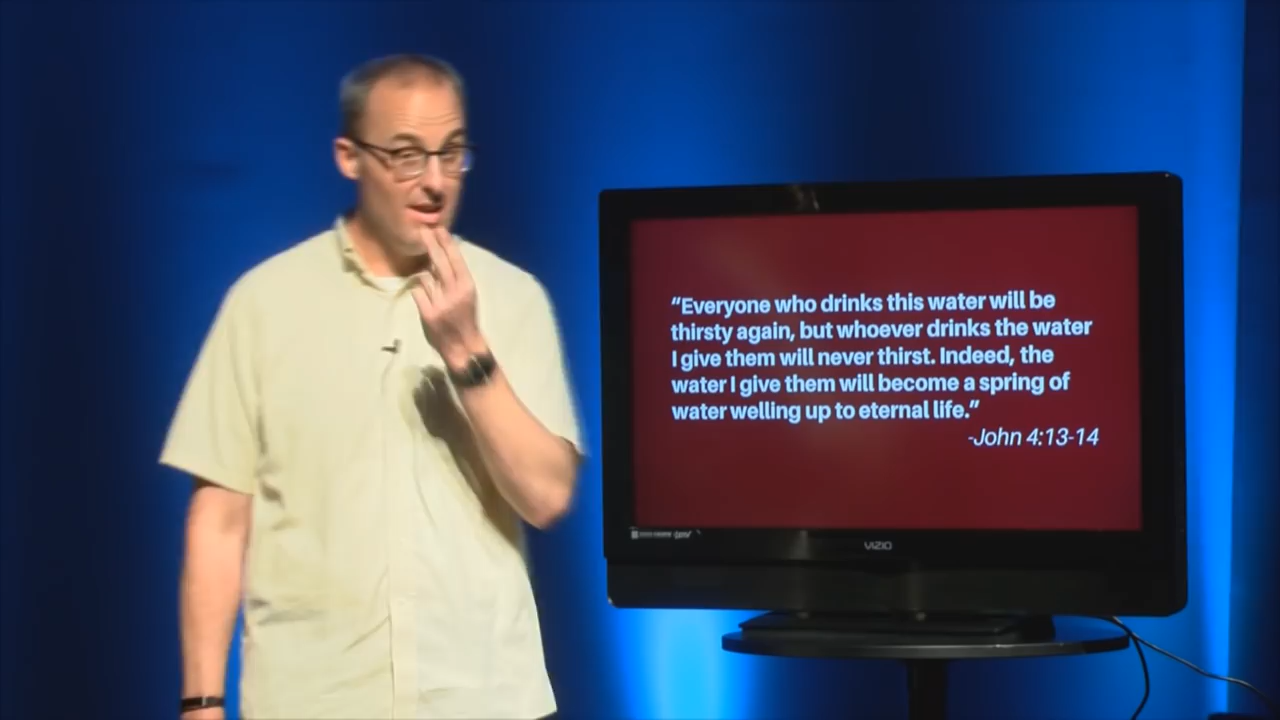 “Everyone who drinks this water will be
thirsty again, but whoever drinks the water
I give them will never thirst. Indeed, the
water I give them will become a spring of
water welling up to eternal life.”
-John 4:13-14
VIZIO